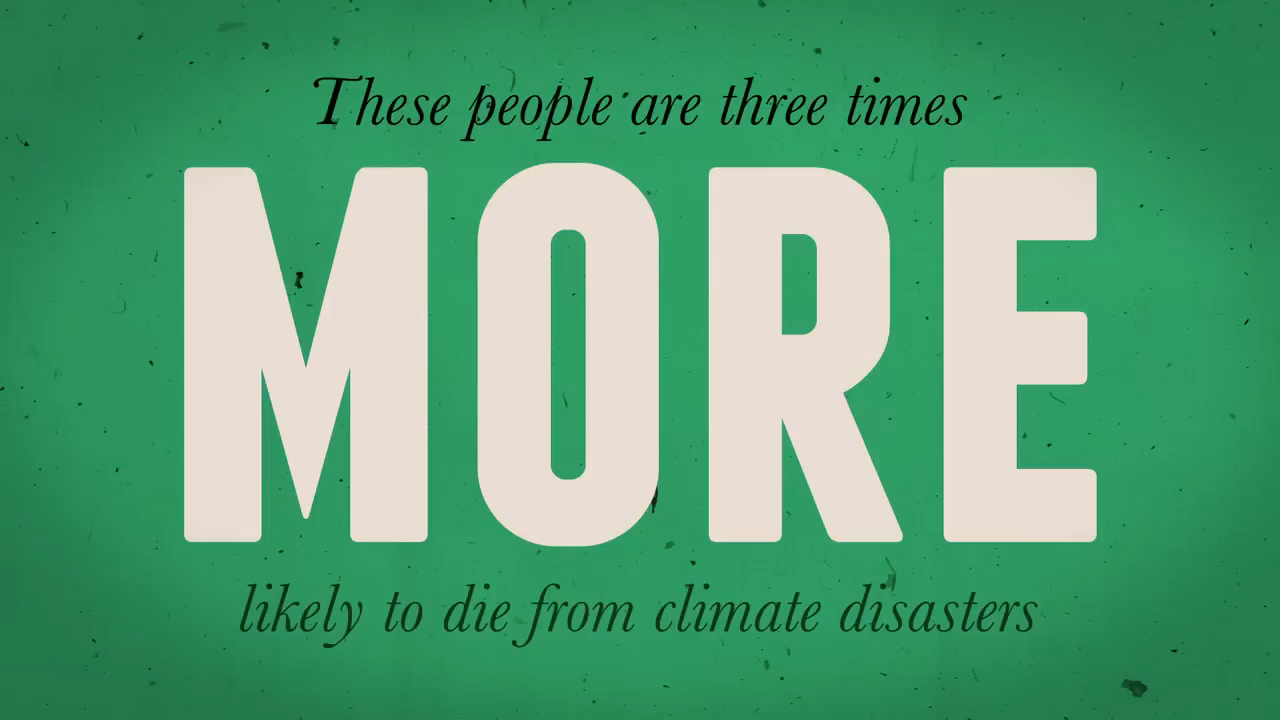 These people are three times
MORE
likely to die from climate disasters